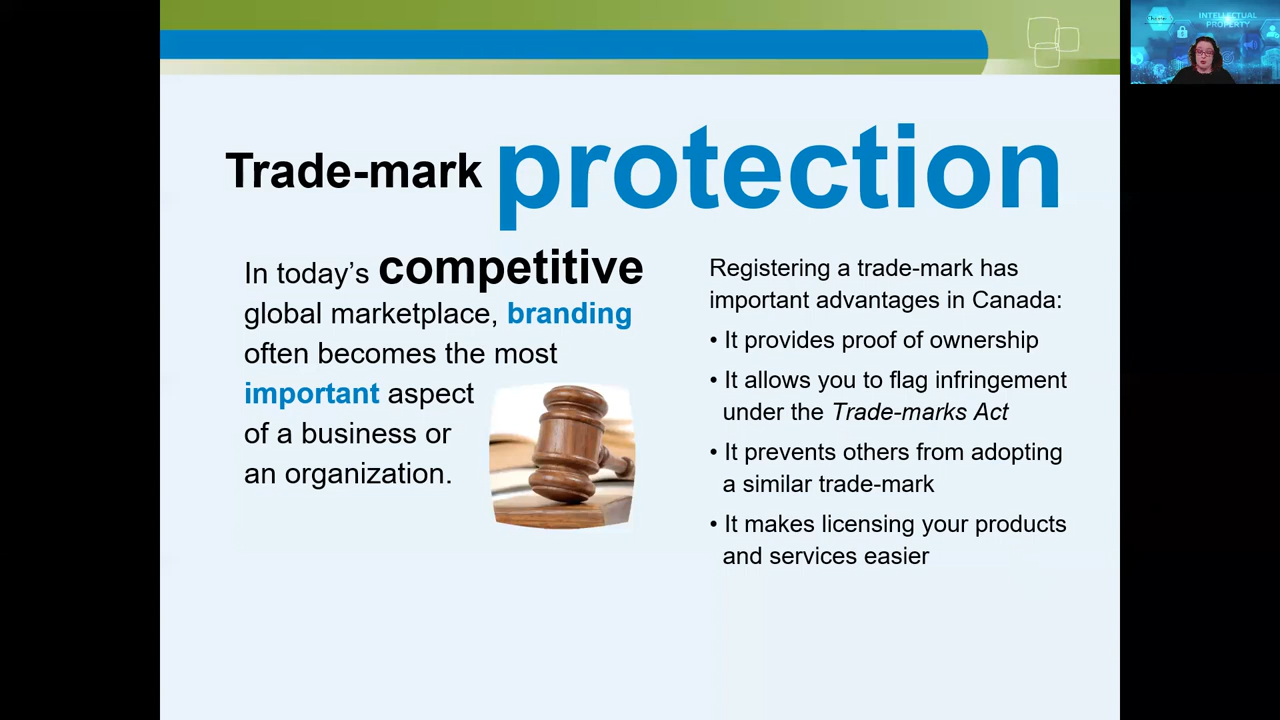 Trade-mark protection
In today's competitive
global marketplace, branding
often becomes the most
important aspect
of a business or
an organization.
Registering a trade-mark has
important advantages in Canada:
• It provides proof of ownership
• It allows you to flag infringement
under the Trade-marks Act
• It prevents others from adopting
a similar trade-mark
• It makes licensing your products
and services easier
INTELLECTUAL
PROPERTY